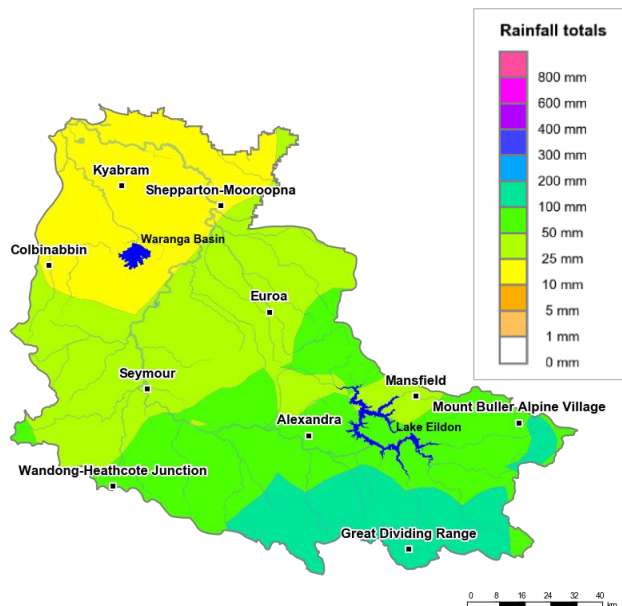 Rainfall totals
800 mm
600 mm
400 mm
300 mm
200 mm
100 mm
50 mm
25 mm
10 mm
5 mm
1 mm
0 mm
Kyabram
Shepparton-Mooroopna
Waranga Basin
Colbinabbin
Euroa
Seymour
Mansfield
Mount Buller Alpine Village
Alexandra
Lake Eildon
Wandong-Heathcote Junction
Great Dividing Range
0 8 16 24 32 40
km